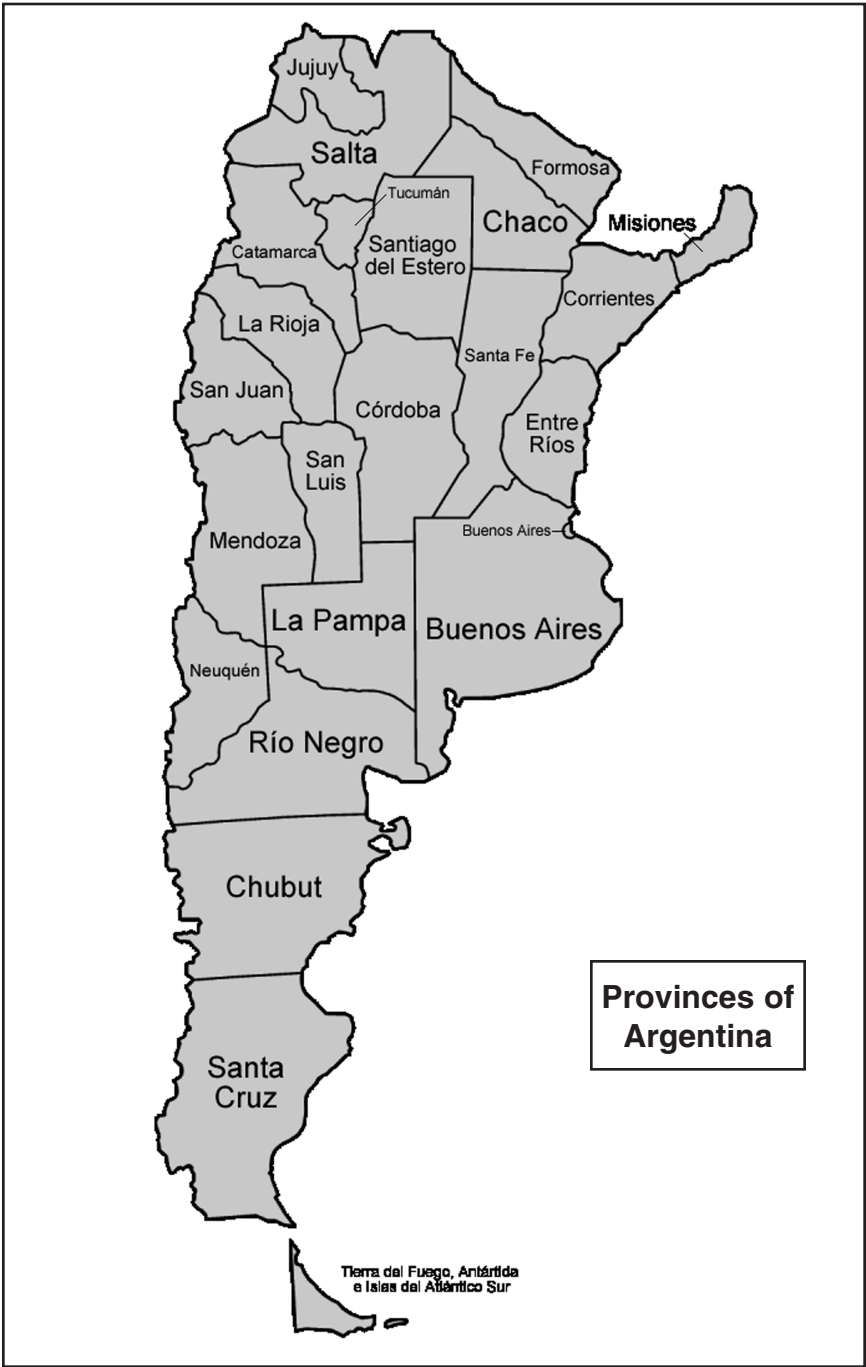 Jujuy
Salta
Formosa
Tucumán
Chaco
Misiones
Santiago
del Estero
Catamarca
Corrientes
La Rioja
Santa Fe
San Juan
Córdoba
Entre
Ríos
San
Luis
Buenos Aires
Mendoza
La Pampa
Buenos Aires
Neuquén
Río Negro
Chubut
Provinces of
Argentina
Santa
Cruz
Tierra del Fuego, Antártida
e Islas del Atlántico Sur